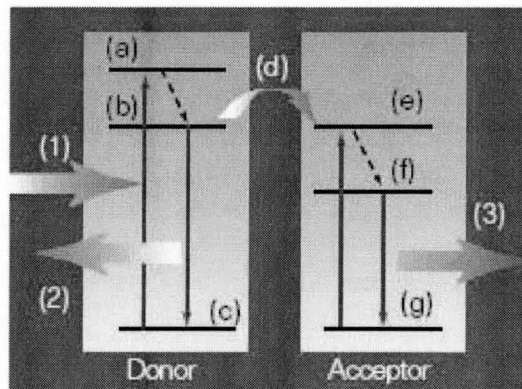 (a)
(d)
(b)
(e)
(1)
(f)
(3)
(2)
(c)
(g)
Donor
Acceptor